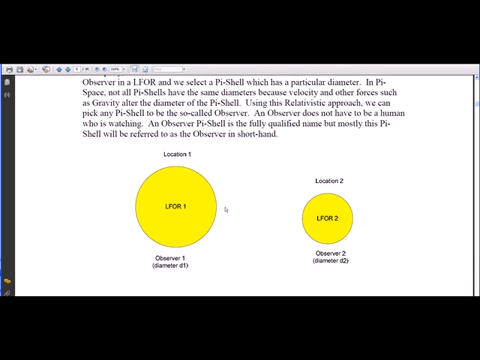 Observer in a LFOR and we select a Pi-Shell which has a particular diameter.  In Pi-
Space, not all Pi-Shells have the same diameters because velocity and other forces such
as Gravity alter the diameter of the Pi-Shell.  Using this Relativistic approach, we can
pick any Pi-Shell to be the so-called Observer.  An Observer does not have to be a human
who is watching.  An Observer Pi-Shell is the fully qualified name but mostly this Pi-
Shell will be referred to as the Observer in short-hand.
Location 1
Location 2
LFOR 1
LFOR 2
Observer 1
(diameter d1)
Observer 2
(diameter d2)